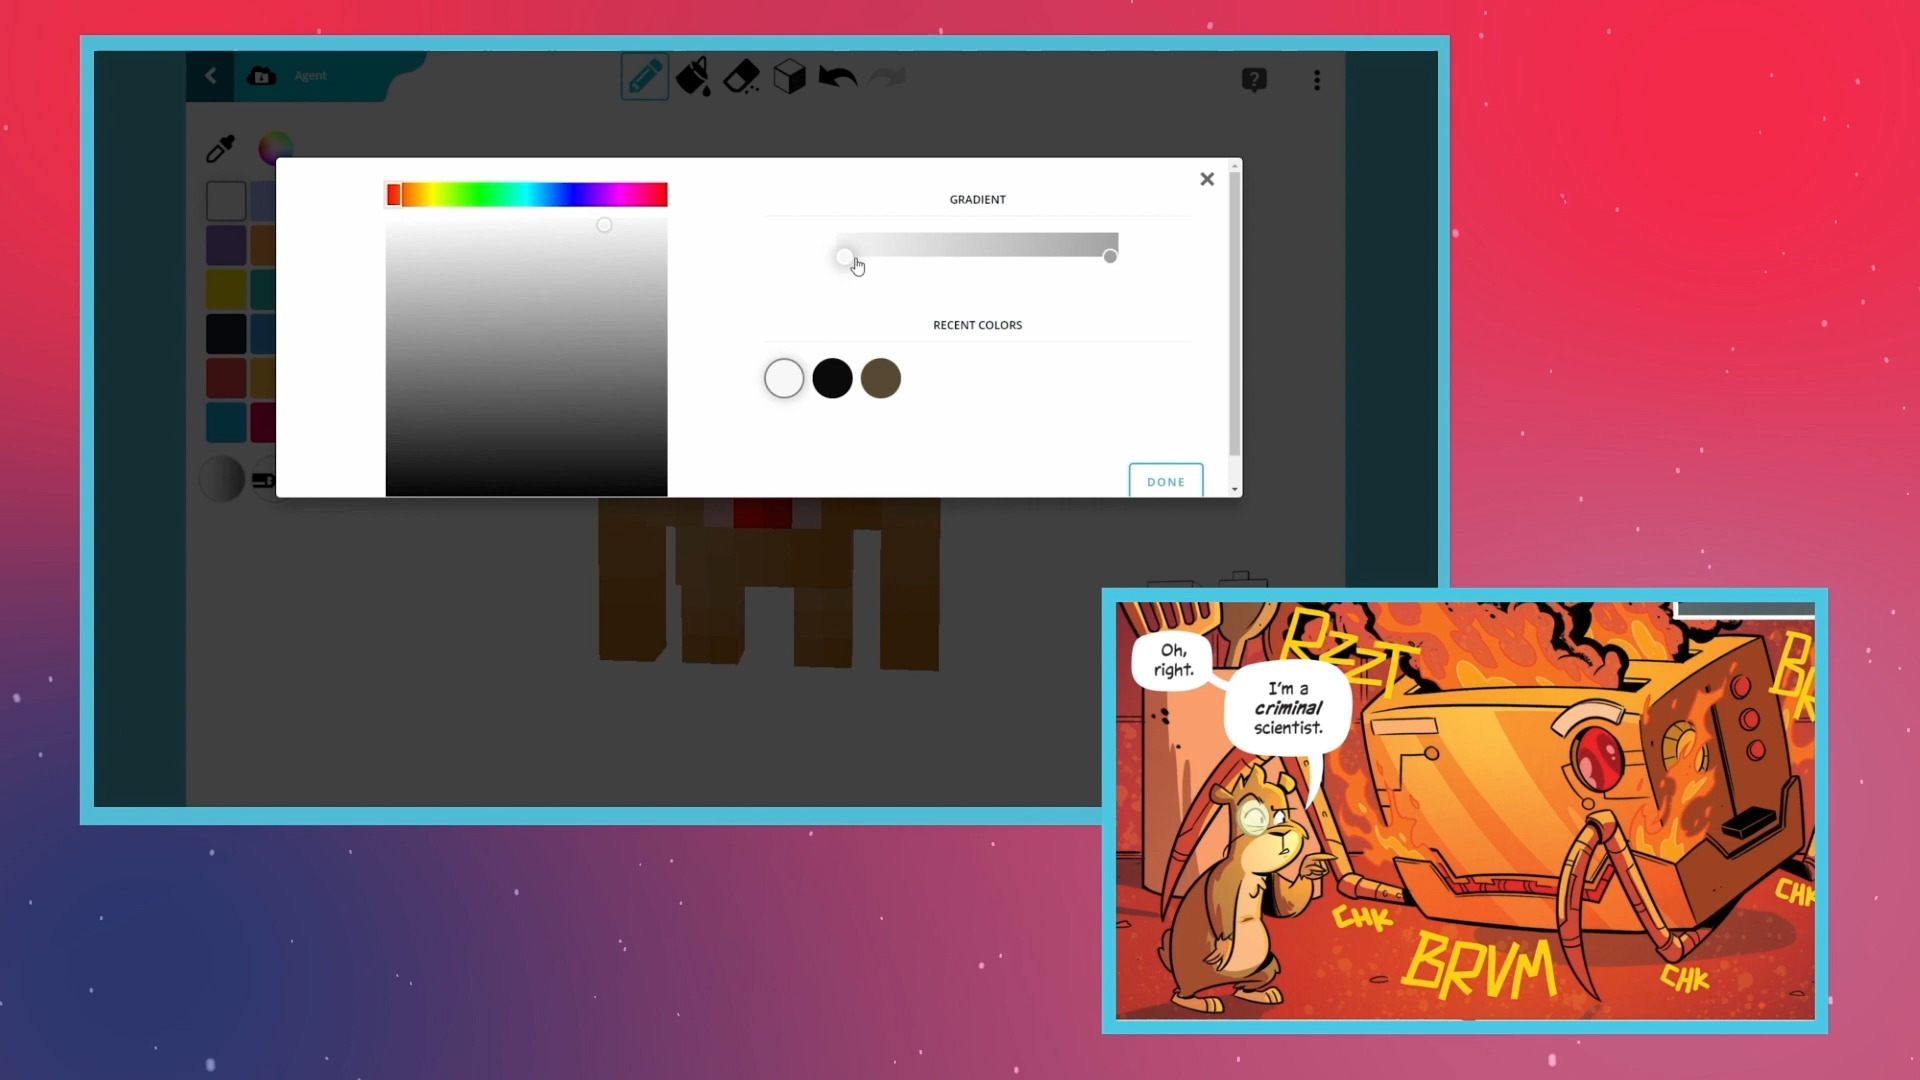 Agent
GRADIENT
RECENT COLORS
DONE
RZZT
Oh,
right.
I'm a
criminal
scientist.
CHK
BRVM
CHK
CHK